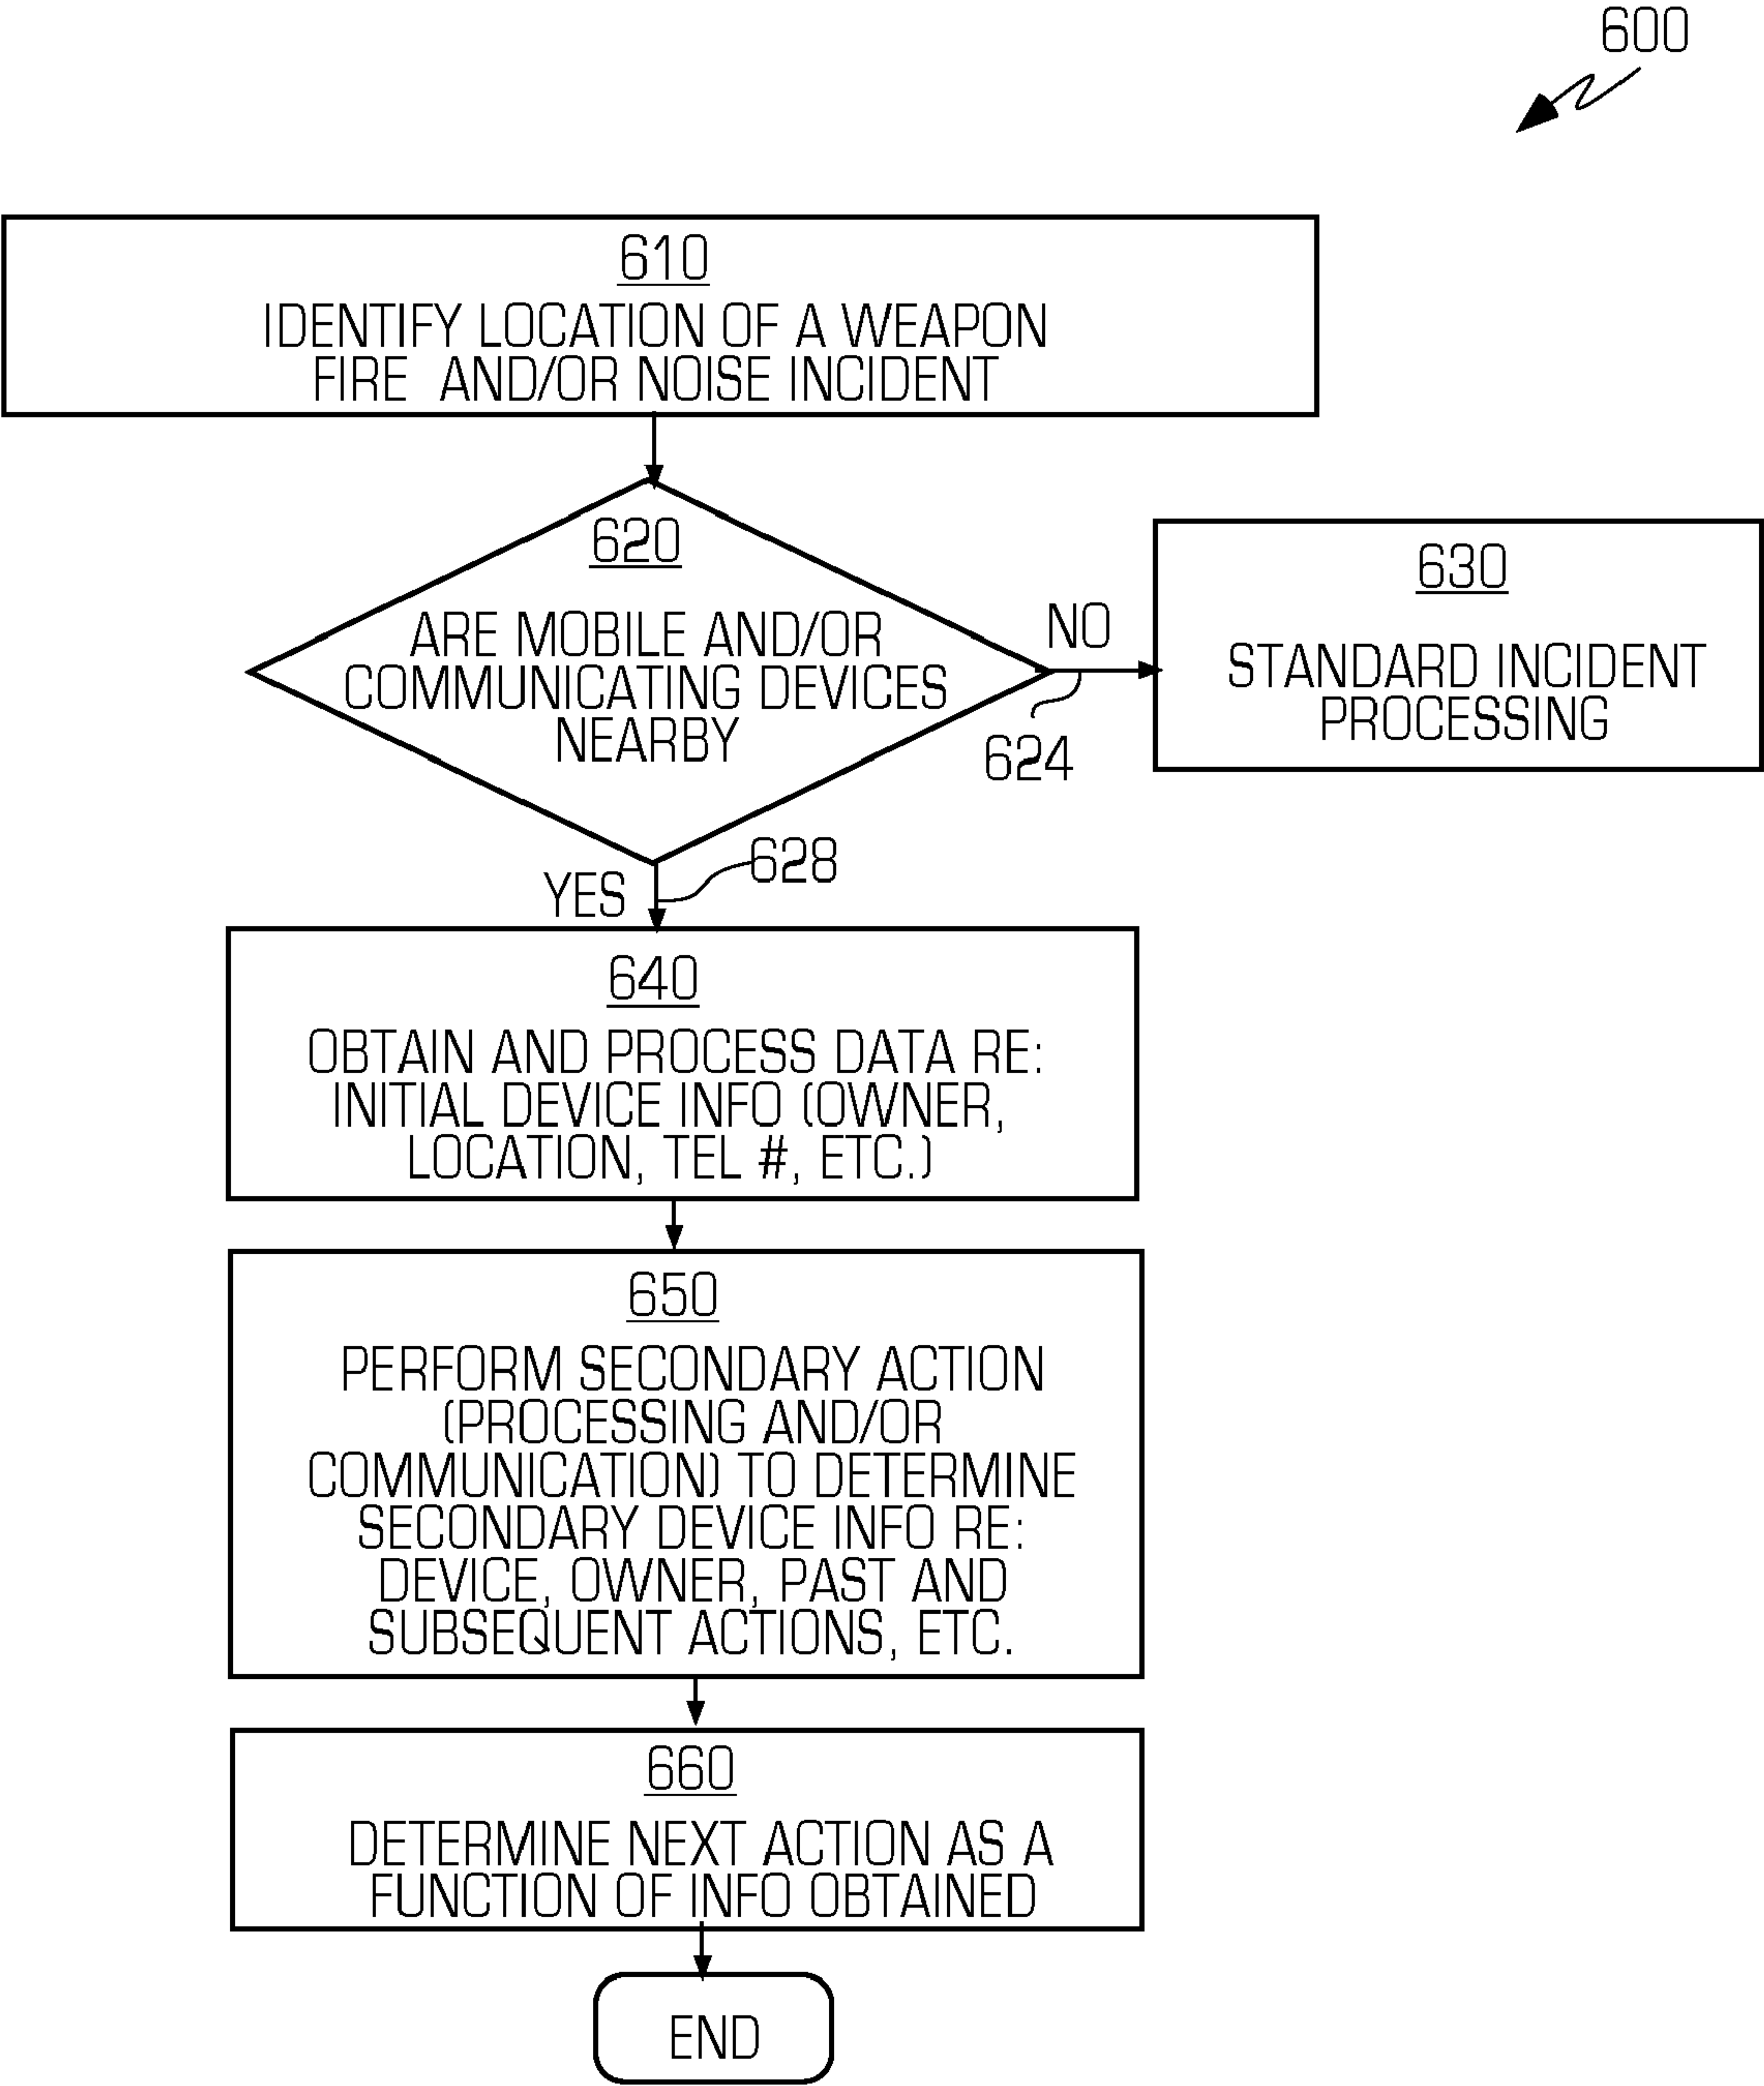 600
610
IDENTIFY LOCATION OF A WEAPON
FIRE AND/OR NOISE INCIDENT
620
ARE MOBILE AND/OR
COMMUNICATING DEVICES
NEARBY
NO
624
630
STANDARD INCIDENT
PROCESSING
628
YES
640
OBTAIN AND PROCESS DATA RE:
INITIAL DEVICE INFO (OWNER,
LOCATION, TEL #, ETC.)
650
PERFORM SECONDARY ACTION
(PROCESSING AND/OR
COMMUNICATION) TO DETERMINE
SECONDARY DEVICE INFO RE:
DEVICE, OWNER, PAST AND
SUBSEQUENT ACTIONS, ETC.
660
DETERMINE NEXT ACTION AS A
FUNCTION OF INFO OBTAINED
END